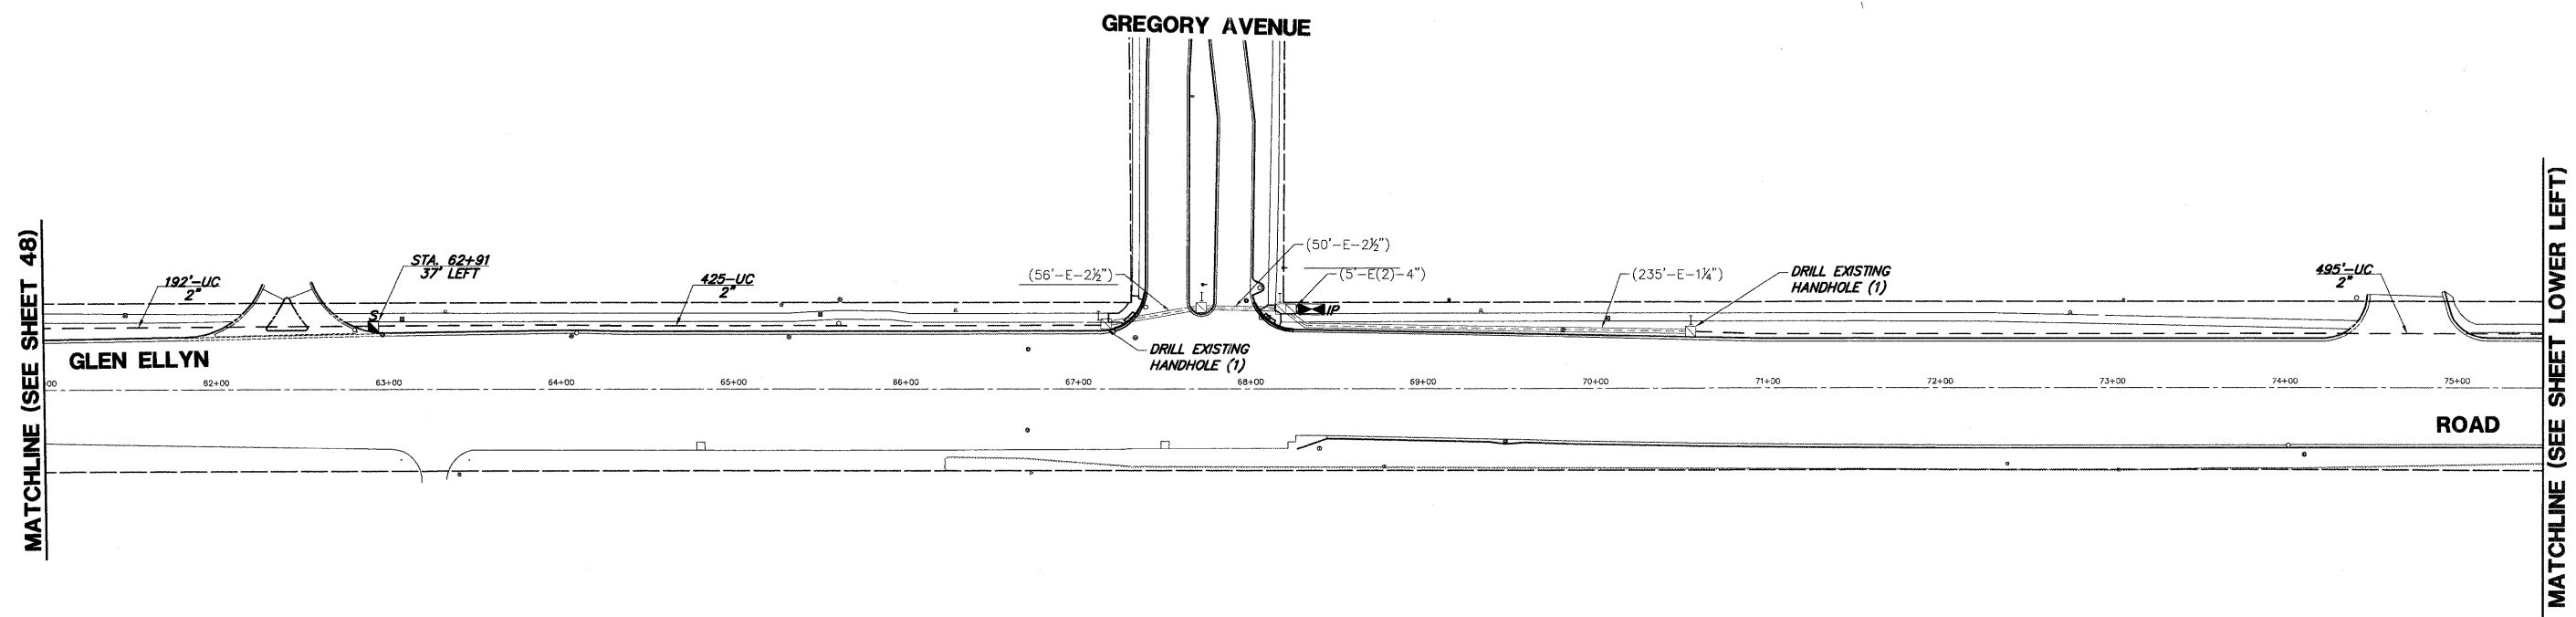 GREGORY AVENUE
MATCHLINE (SEE SHEET 48)
192'-UC
2"
S
STA. 62+91
37' LEFT
425-UC
2"
(56'-E-2½")
(50'-E-2½")
(5'-E(2)-4")
IP
(235'-E-1¼")
DRILL EXISTING
HANDHOLE (1)
495'-UC
2"
DRILL EXISTING
HANDHOLE (1)
GLEN ELLYN
00
62+00
63+00
64+00
65+00
66+00
67+00
68+00
69+00
70+00
71+00
72+00
73+00
74+00
75+00
ROAD
MATCHLINE (SEE SHEET LOWER LEFT)